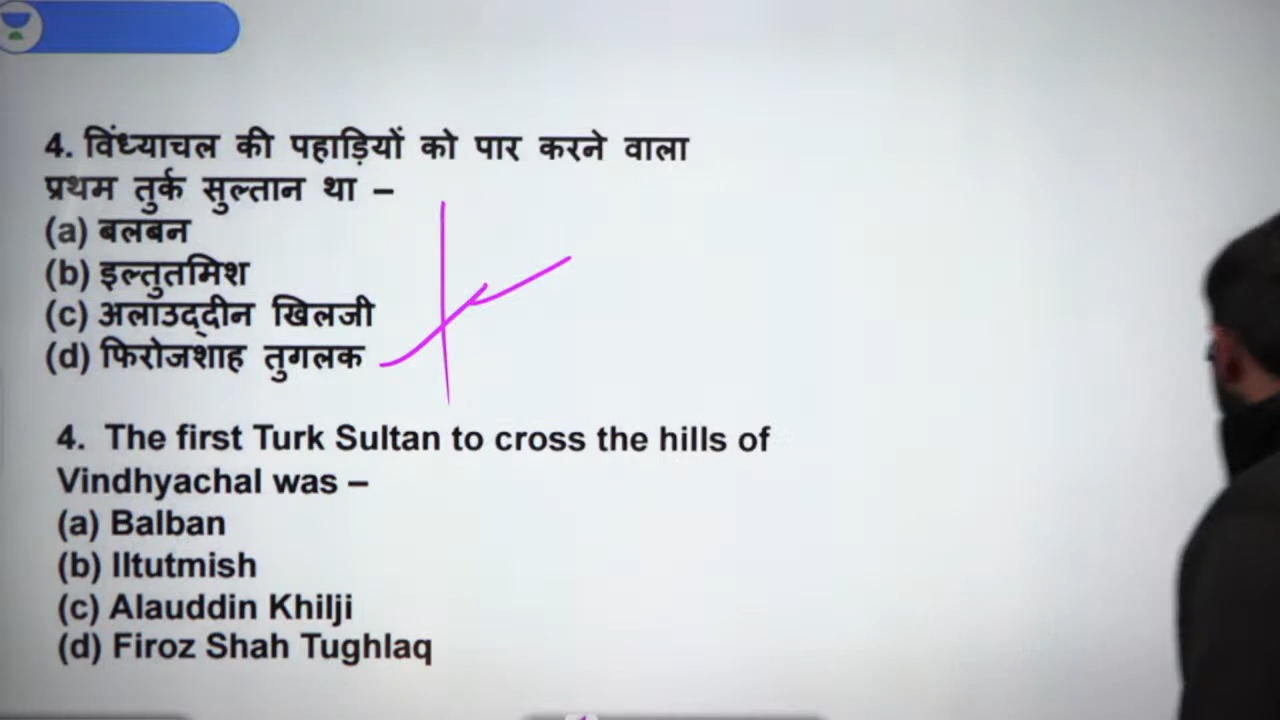 4. विंध्याचल की पहाड़ियों को पार करने वाला
प्रथम तुर्क सुल्तान था –
(a) बलबन
(b) इल्तुतमिश
(c) अलाउद्दीन खिलजी
(d) फिरोजशाह तुगलक
4. The first Turk Sultan to cross the hills of
Vindhyachal was –
(a) Balban
(b) Iltutmish
(c) Alauddin Khilji
(d) Firoz Shah Tughlaq